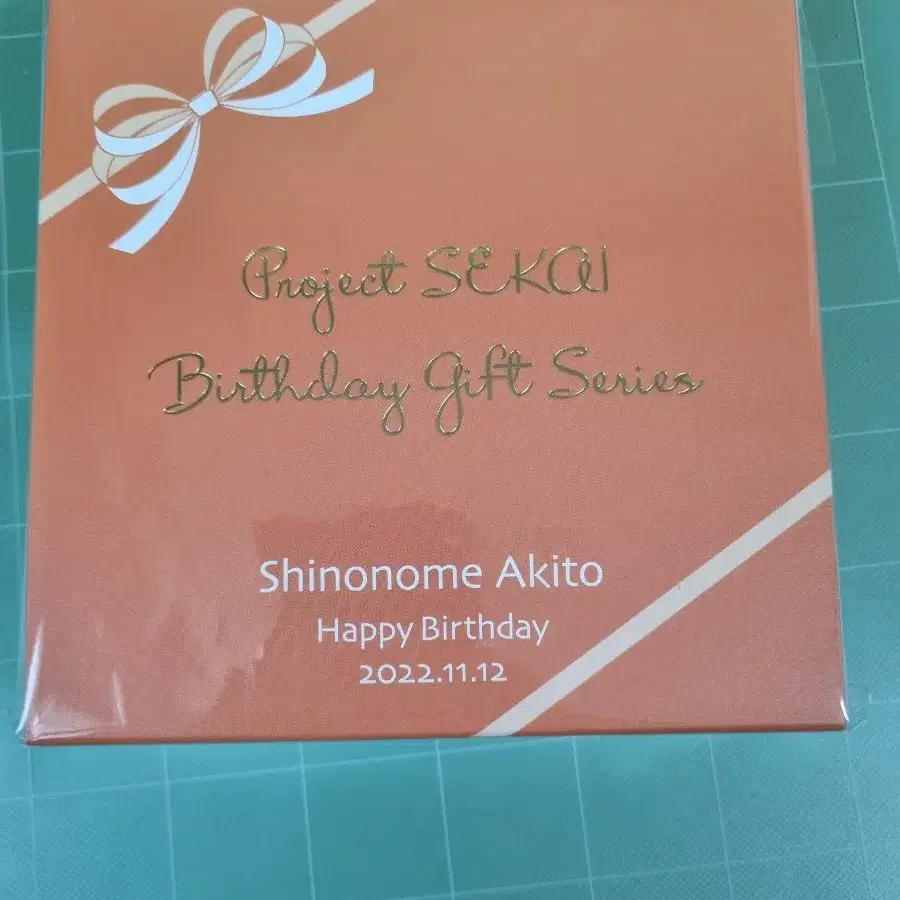 Project SEKAI
Birthday Gift Series
Shinonome Akito
Happy Birthday
2022.11.12